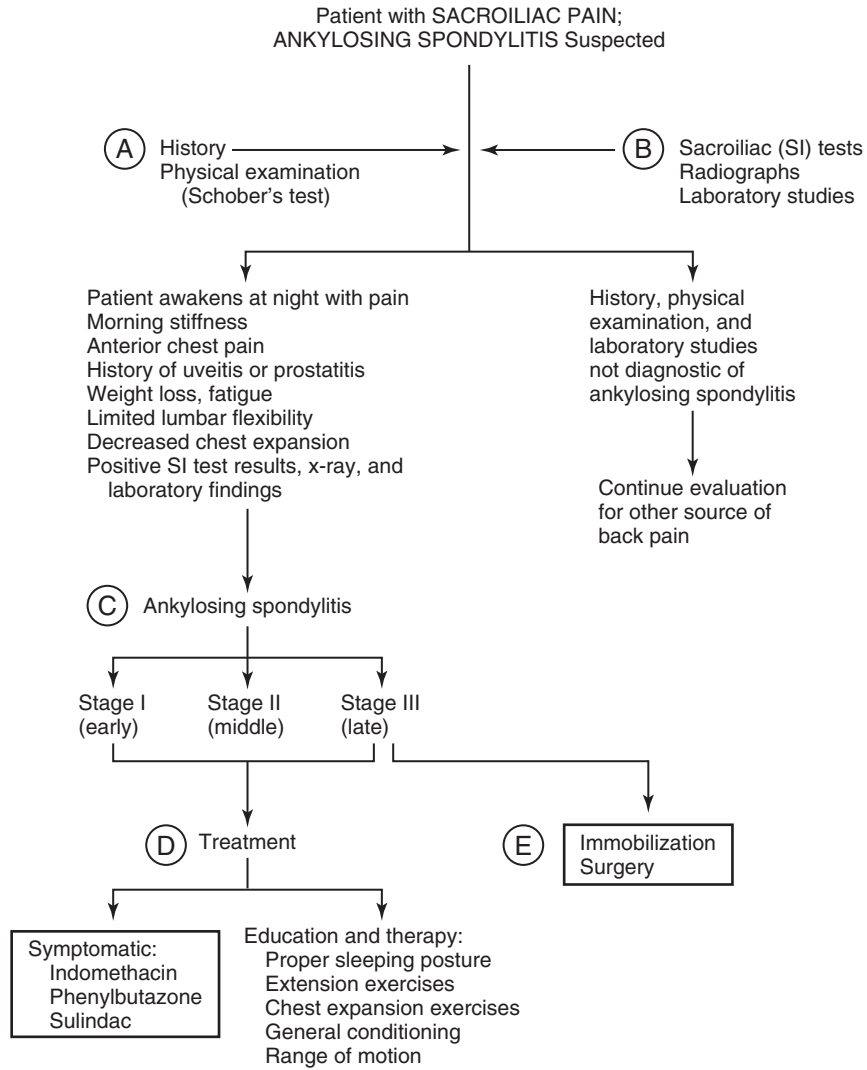 Patient with SACROILIAC PAIN;
ANKYLOSING SPONDYLITIS Suspected
A
History
Physical examination
(Schober's test)
B
Sacroiliac (SI) tests
Radiographs
Laboratory studies
Patient awakens at night with pain
Morning stiffness
Anterior chest pain
History of uveitis or prostatitis
Weight loss, fatigue
Limited lumbar flexibility
Decreased chest expansion
Positive SI test results, x-ray, and
laboratory findings
History, physical
examination, and
laboratory studies
not diagnostic of
ankylosing spondylitis
Continue evaluation
for other source of
back pain
C
Ankylosing spondylitis
Stage I
(early)
Stage II
(middle)
Stage III
(late)
D
Treatment
E
Immobilization
Surgery
Symptomatic:
Indomethacin
Phenylbutazone
Sulindac
Education and therapy:
Proper sleeping posture
Extension exercises
Chest expansion exercises
General conditioning
Range of motion